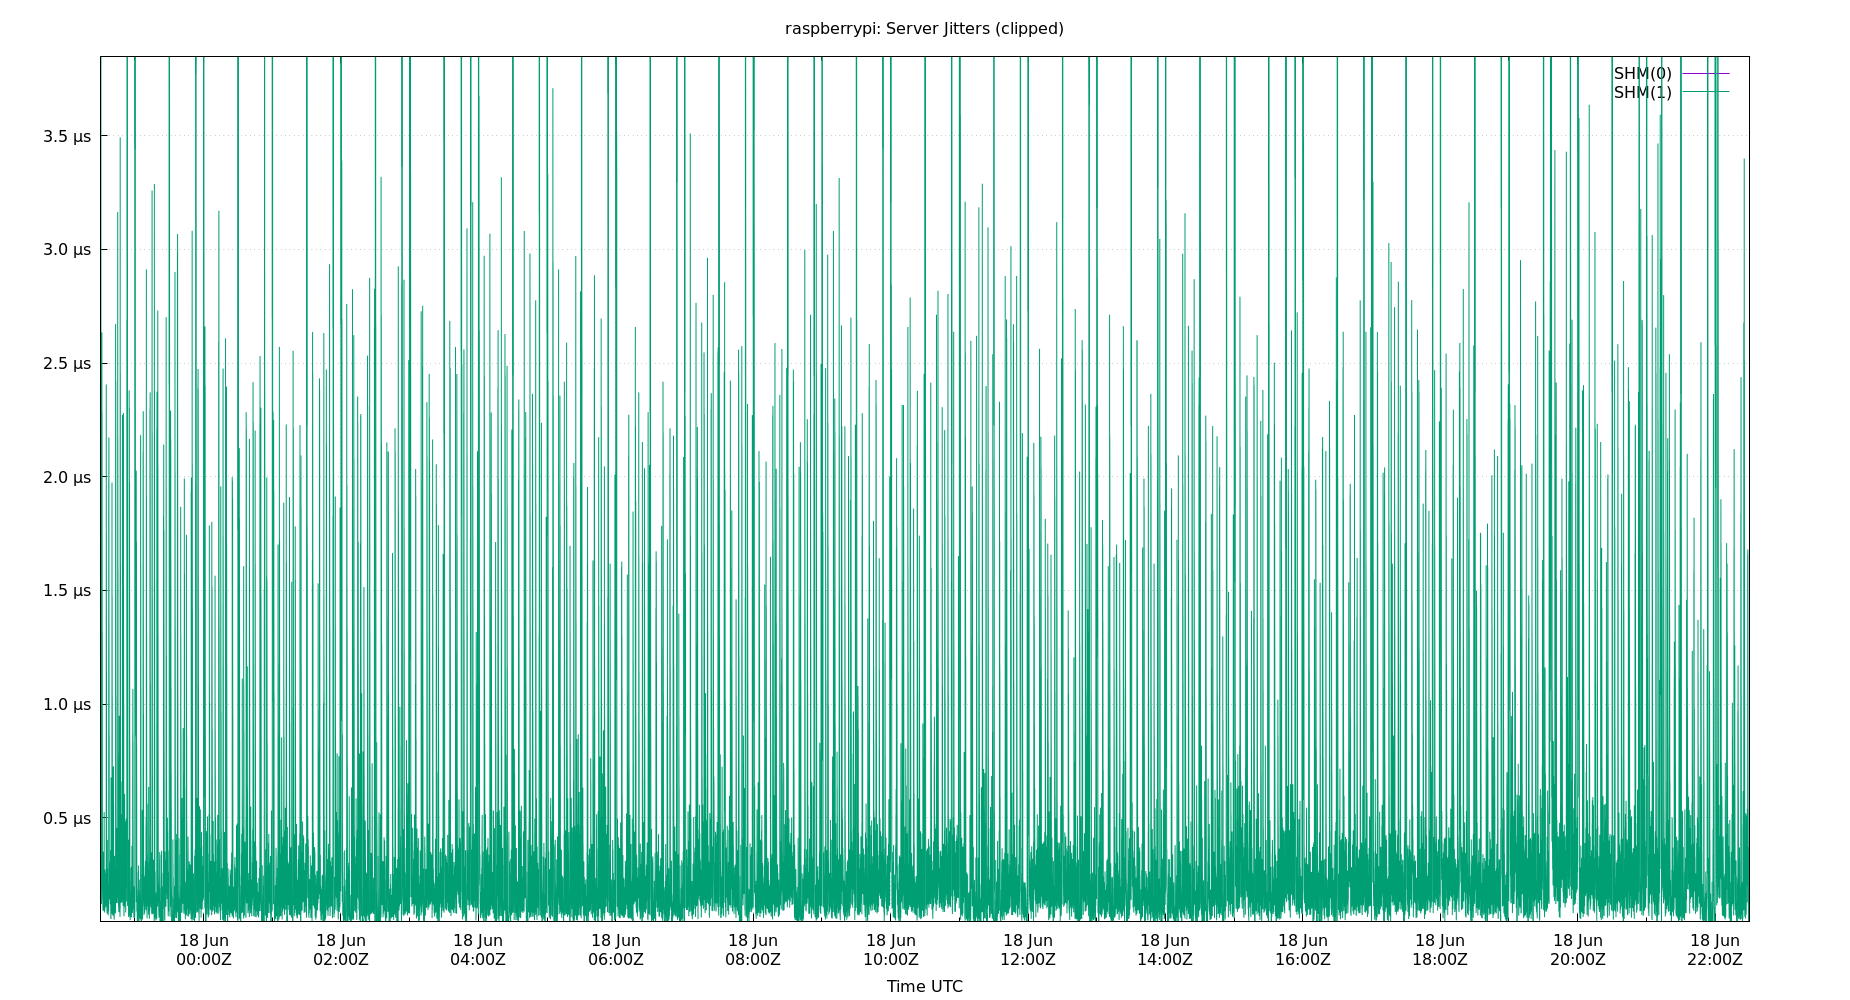 raspberrypi: Server Jitters (clipped)
SHM(0)
SHM(1)
3.5 µs
3.0 µs
2.5 µs
2.0 µs
1.5 µs
1.0 µs
0.5 µs
18 Jun 18 Jun 18 Jun 18 Jun 18 Jun 18 Jun 18 Jun 18 Jun 18 Jun 18 Jun 18 Jun 18 Jun
00:00Z 02:00Z 04:00Z 06:00Z 08:00Z 10:00Z 12:00Z 14:00Z 16:00Z 18:00Z 20:00Z 22:00Z
Time UTC